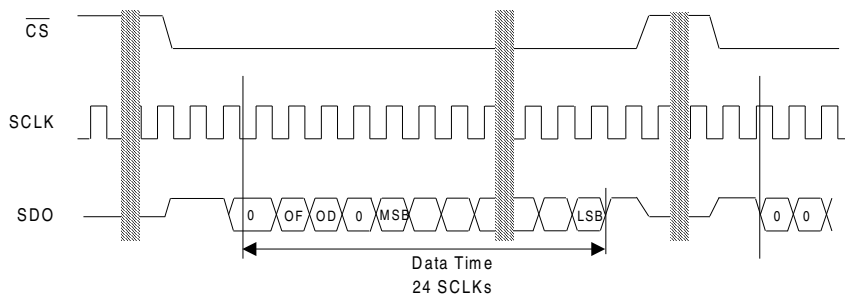 CS
SCLK
SDO
0 OF OD 0 MSB LSB 0 0
Data Time
24 SCLKs